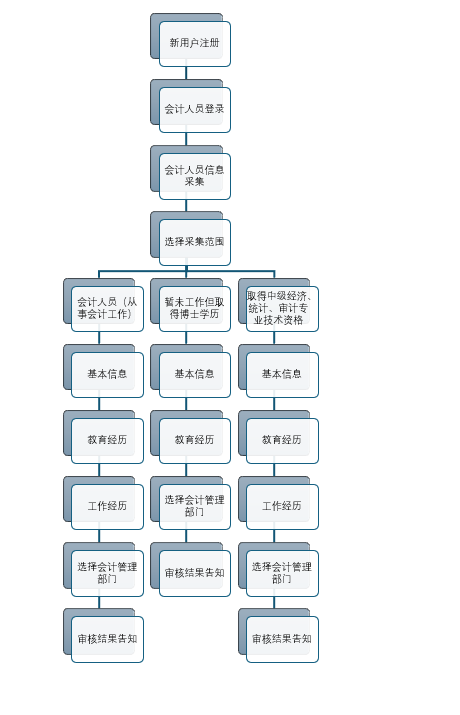 新用户注册
会计人员登录
会计人员信息
采集
选择采集范围
会计人员（从
事会计工作）
暂未工作但取
得博士学历
取得中级经济、
统计、审计专
业技术资格
基本信息
基本信息
基本信息
教育经历
教育经历
教育经历
工作经历
选择会计管理
部门
工作经历
选择会计管理
部门
审核结果告知
选择会计管理
部门
审核结果告知
审核结果告知